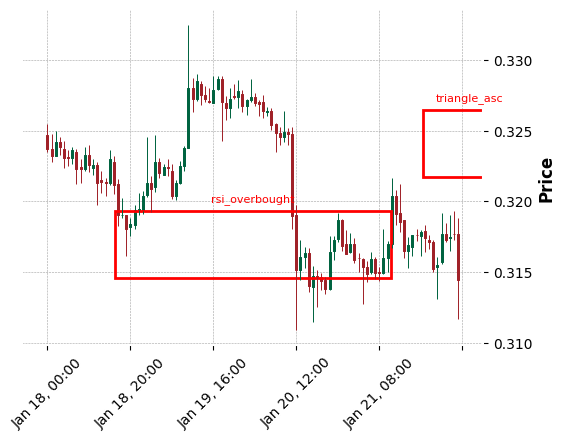 0.330
triangle_asc
0.325
rsi_overbough
0.320
0.315
0.310
Price
Jan 18, 00:00
Jan 18, 20:00
Jan 19, 16:00
Jan 20, 12:00
Jan 21, 08:00